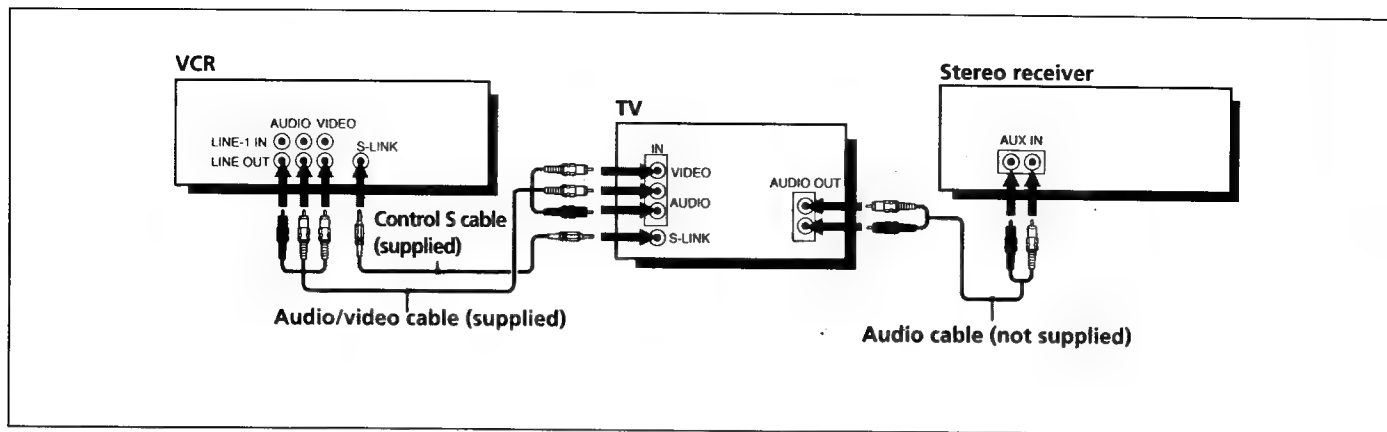 VCR
AUDIO VIDEO
LINE-1 IN
LINE OUT
S-LINK
Control S cable
(supplied)
Audio/video cable (supplied)
TV
IN
VIDEO
AUDIO
S-LINK
AUDIO OUT
Stereo receiver
AUX IN
Audio cable (not supplied)